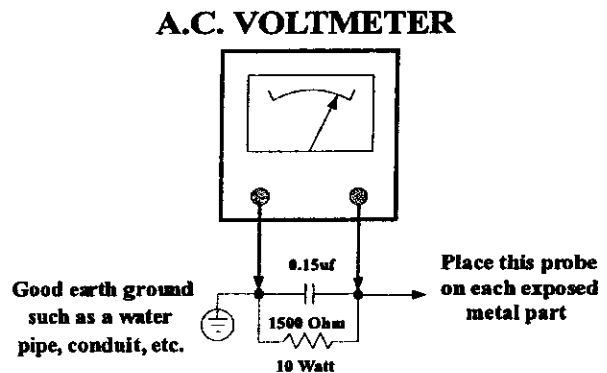 A.C. VOLTMETER
0.15uf
Good earth ground
such as a water
pipe, conduit, etc.
1500 Ohm
10 Watt
Place this probe
on each exposed
metal part